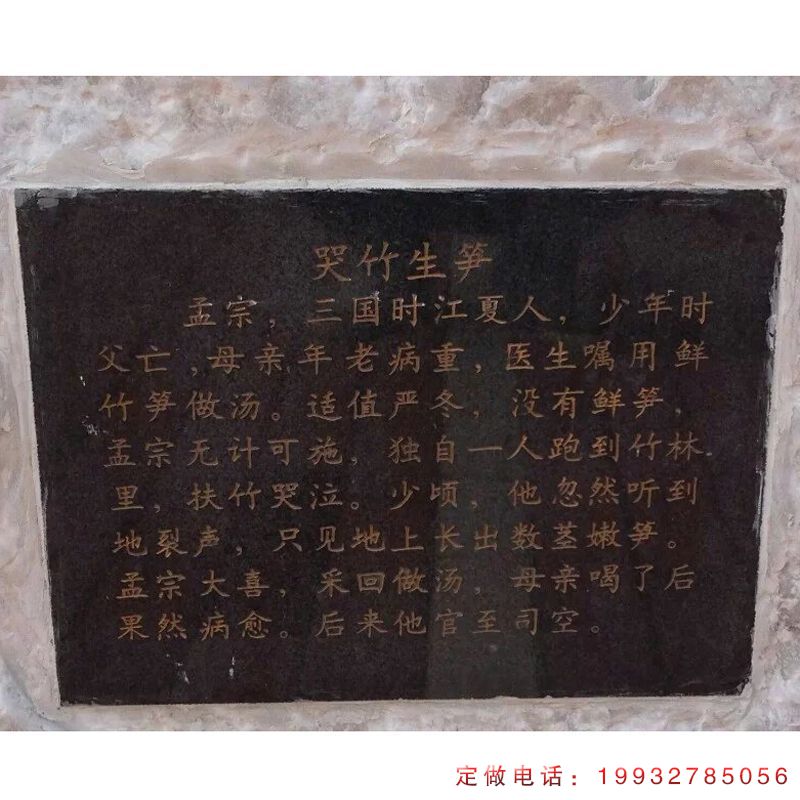 哭竹生笋
孟宗，三国时江夏人，少年时
父亡，母亲年老病重，医生嘱用鲜
竹笋做汤。适值严冬，没有鲜笋，
孟宗无计可施，独自一人跑到竹林
里，扶竹哭泣。少顷，他忽然听到
地裂声，只见地上长出数茎嫩笋。
孟宗大喜，采回做汤，母亲喝了后
果然病愈。后来他官至司空。
定做电话：19932785056